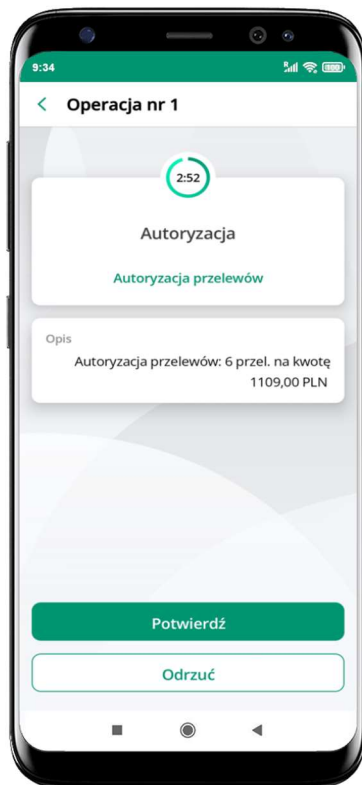 9:34
R
100
Operacja nr 1
2:52
Autoryzacja
Autoryzacja przelewów
Opis
Autoryzacja przelewów: 6 przel. na kwotę
1109,00 PLN
Potwierdź
Odrzuć